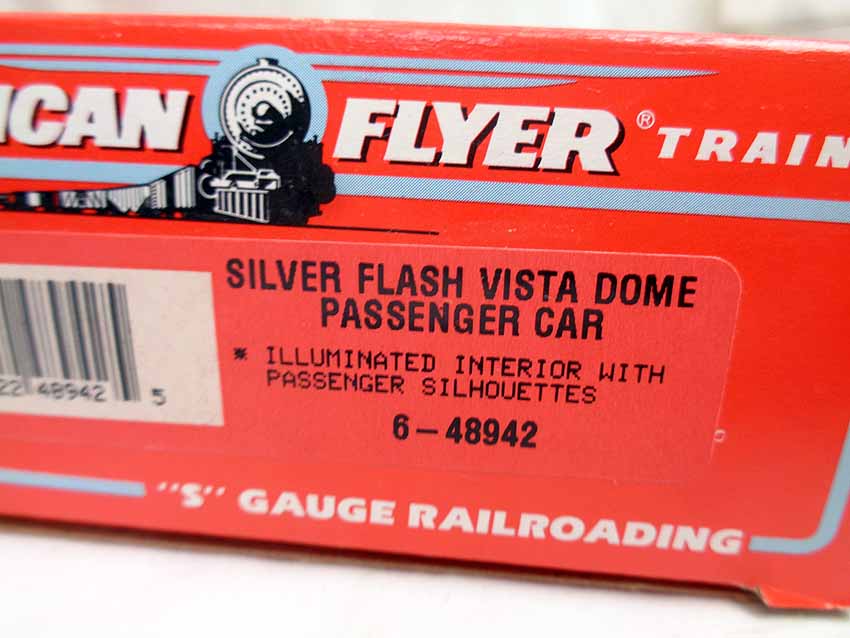 ICAN FLYER® TRAIN
SILVER FLASH VISTA DOME
PASSENGER CAR
* ILLUMINATED INTERIOR WITH
PASSENGER SILHOUETTES
22 48942 5
6-48942
"S" GAUGE RAILROADING